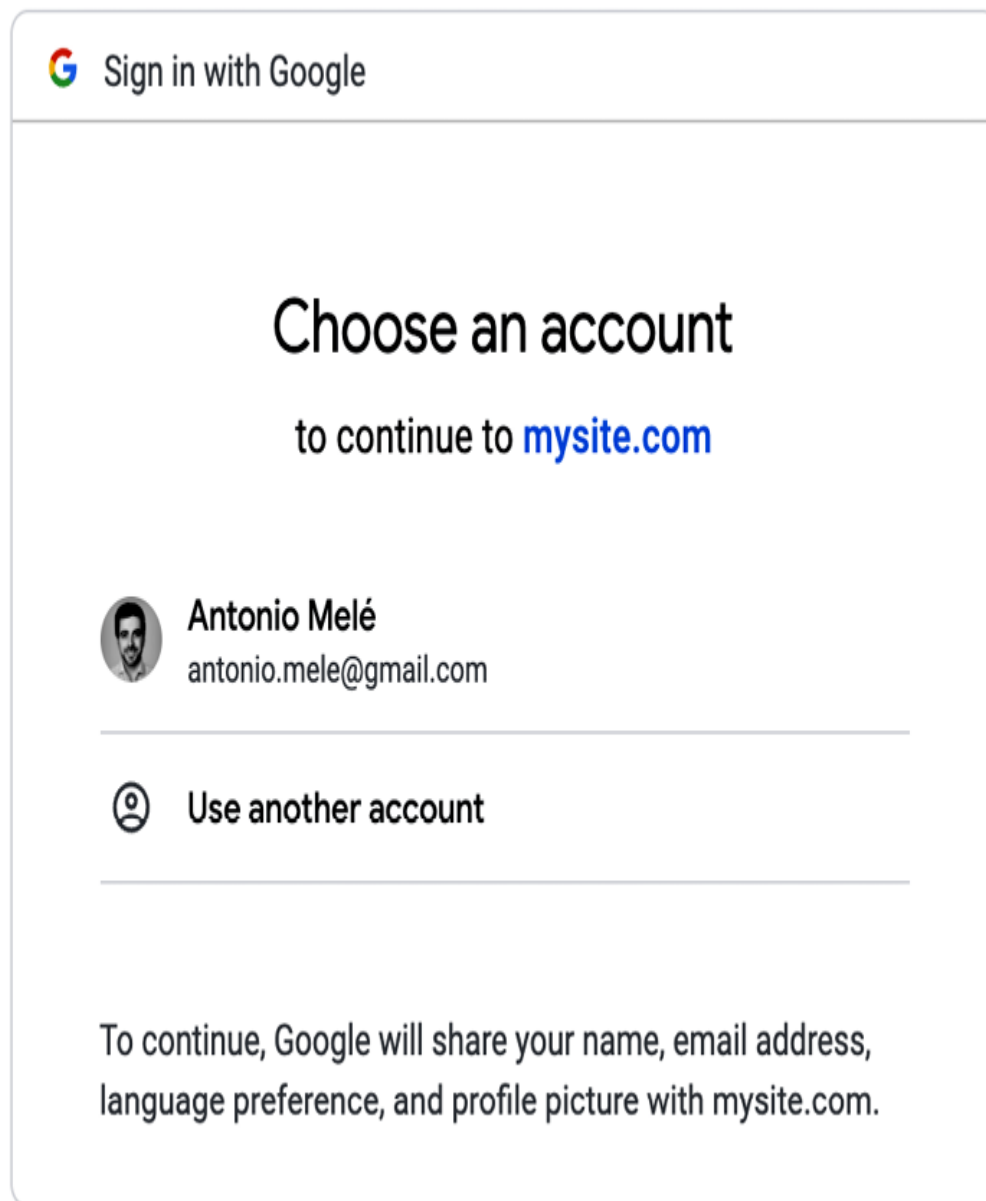 Sign in with Google
Choose an account
to continue to mysite.com
Antonio Melé
antonio.mele@gmail.com
Use another account
To continue, Google will share your name, email address,
language preference, and profile picture with mysite.com.